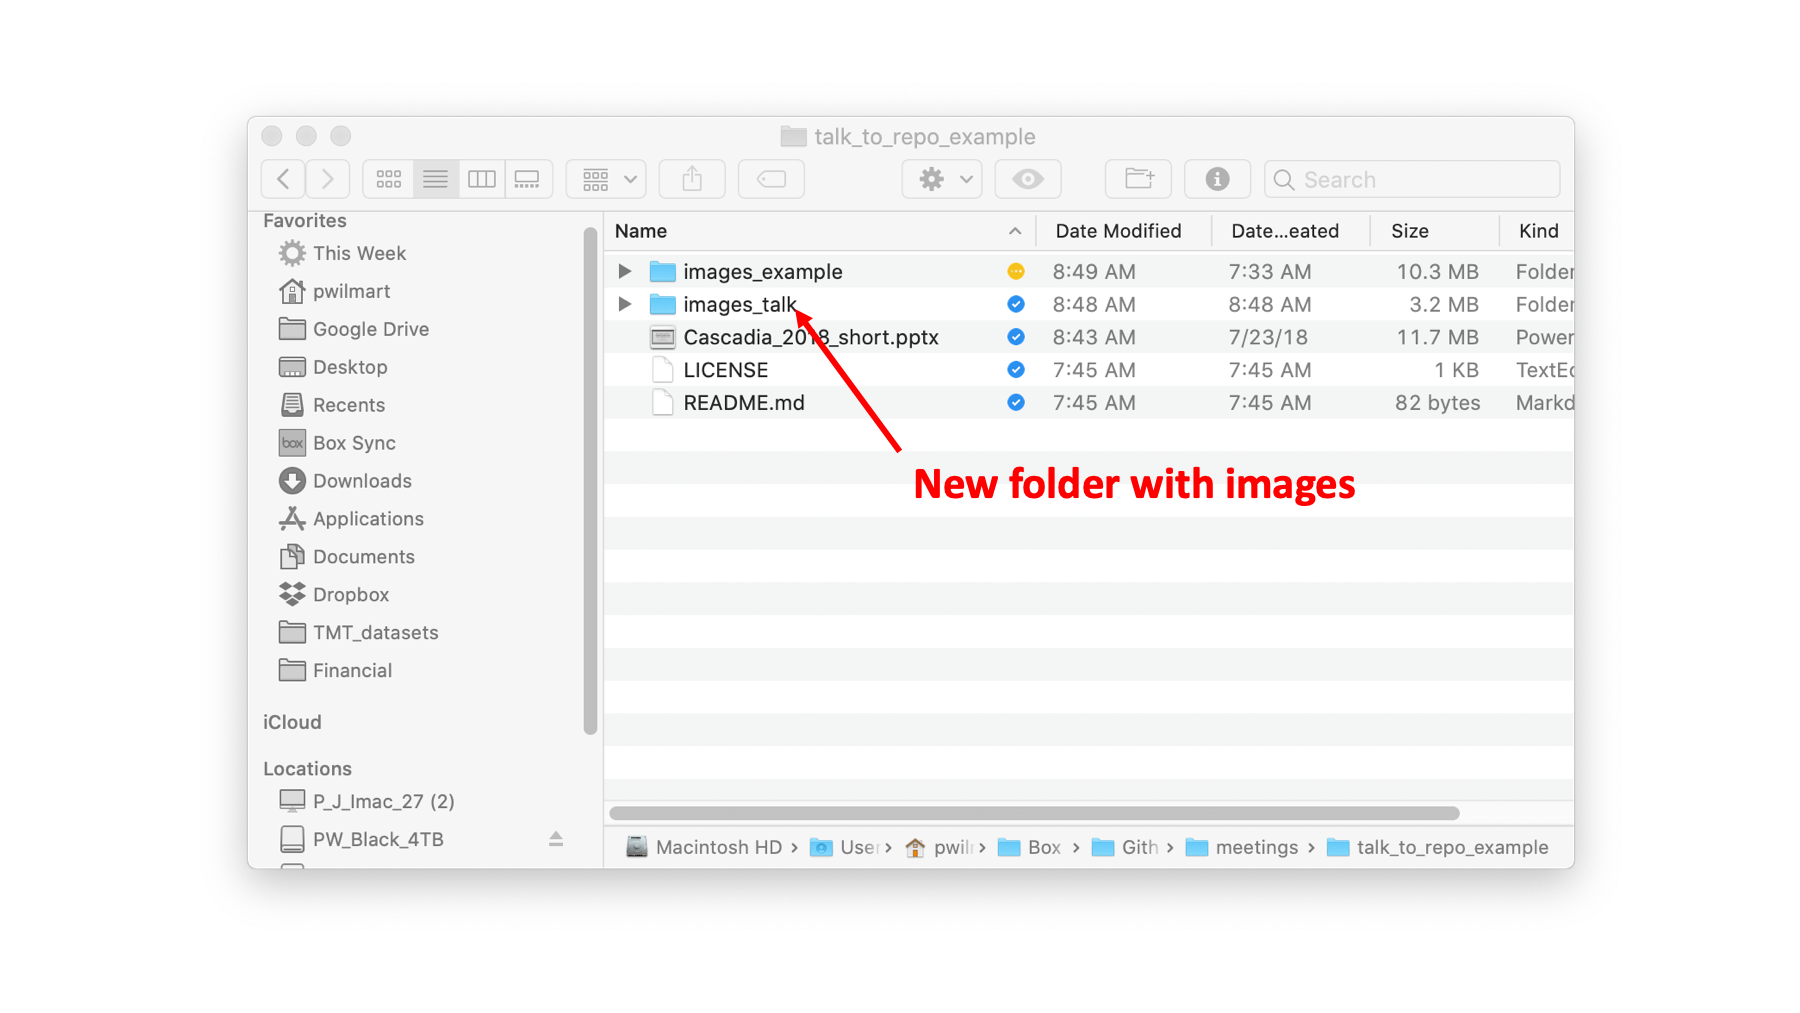 talk_to_repo_example
Search
Favorites
This Week
pwilmart
Google Drive
Desktop
Recents
box Box Sync
Downloads
Applications
Documents
Dropbox
TMT_datasets
Financial
iCloud
Locations
P_J_Imac_27 (2)
PW_Black_4TB
Name Date Modified Date...eated Size Kind
images_example 8:49 AM 7:33 AM 10.3 MB Folder
images_talk 8:48 AM 8:48 AM 3.2 MB Folder
Cascadia_2018_short.pptx 8:43 AM 7/23/18 11.7 MB Power
LICENSE 7:45 AM 7:45 AM 1 KB TextEd
README.md 7:45 AM 7:45 AM 82 bytes Markd
New folder with images
Macintosh HD › User › pwilr › Box › Gith › meetings › talk_to_repo_example